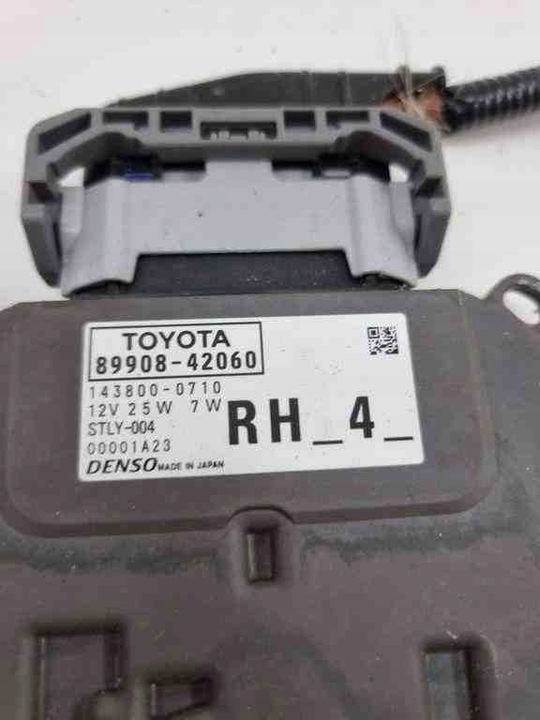 TOYOTA
89908-42060
143800-0710
12V 25W 7W
STLY-004
00001A23
DENSO MADE IN JAPAN
RH_4_